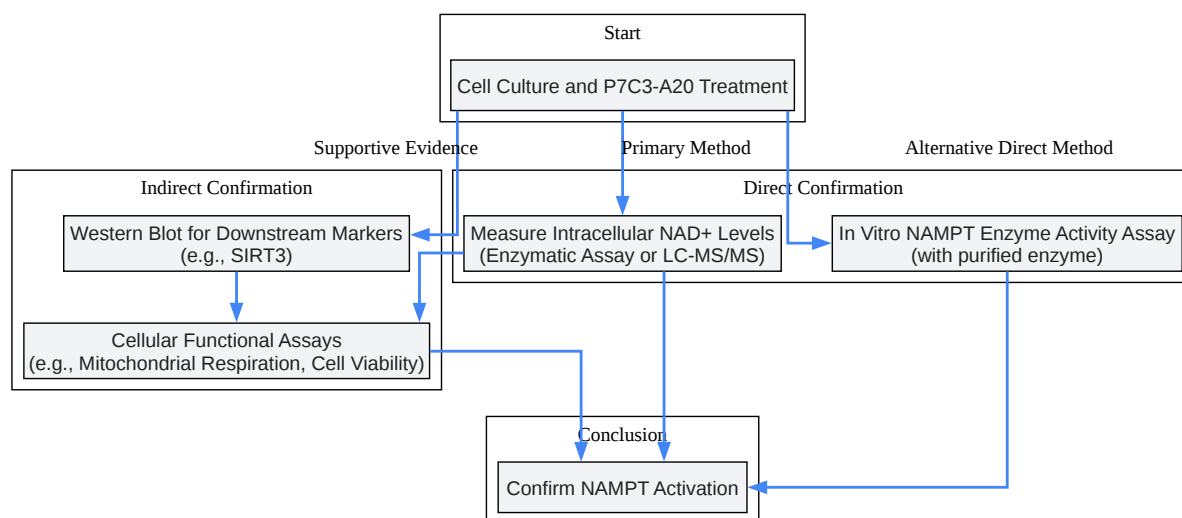 Start
Cell Culture and P7C3-A20 Treatment
Supportive Evidence
Primary Method
Alternative Direct Method
Indirect Confirmation
Direct Confirmation
Western Blot for Downstream Markers
(e.g., SIRT3)
Measure Intracellular NAD+ Levels
(Enzymatic Assay or LC-MS/MS)
In Vitro NAMPT Enzyme Activity Assay
(with purified enzyme)
Cellular Functional Assays
(e.g., Mitochondrial Respiration, Cell Viability)
Conclusion
Confirm NAMPT Activation